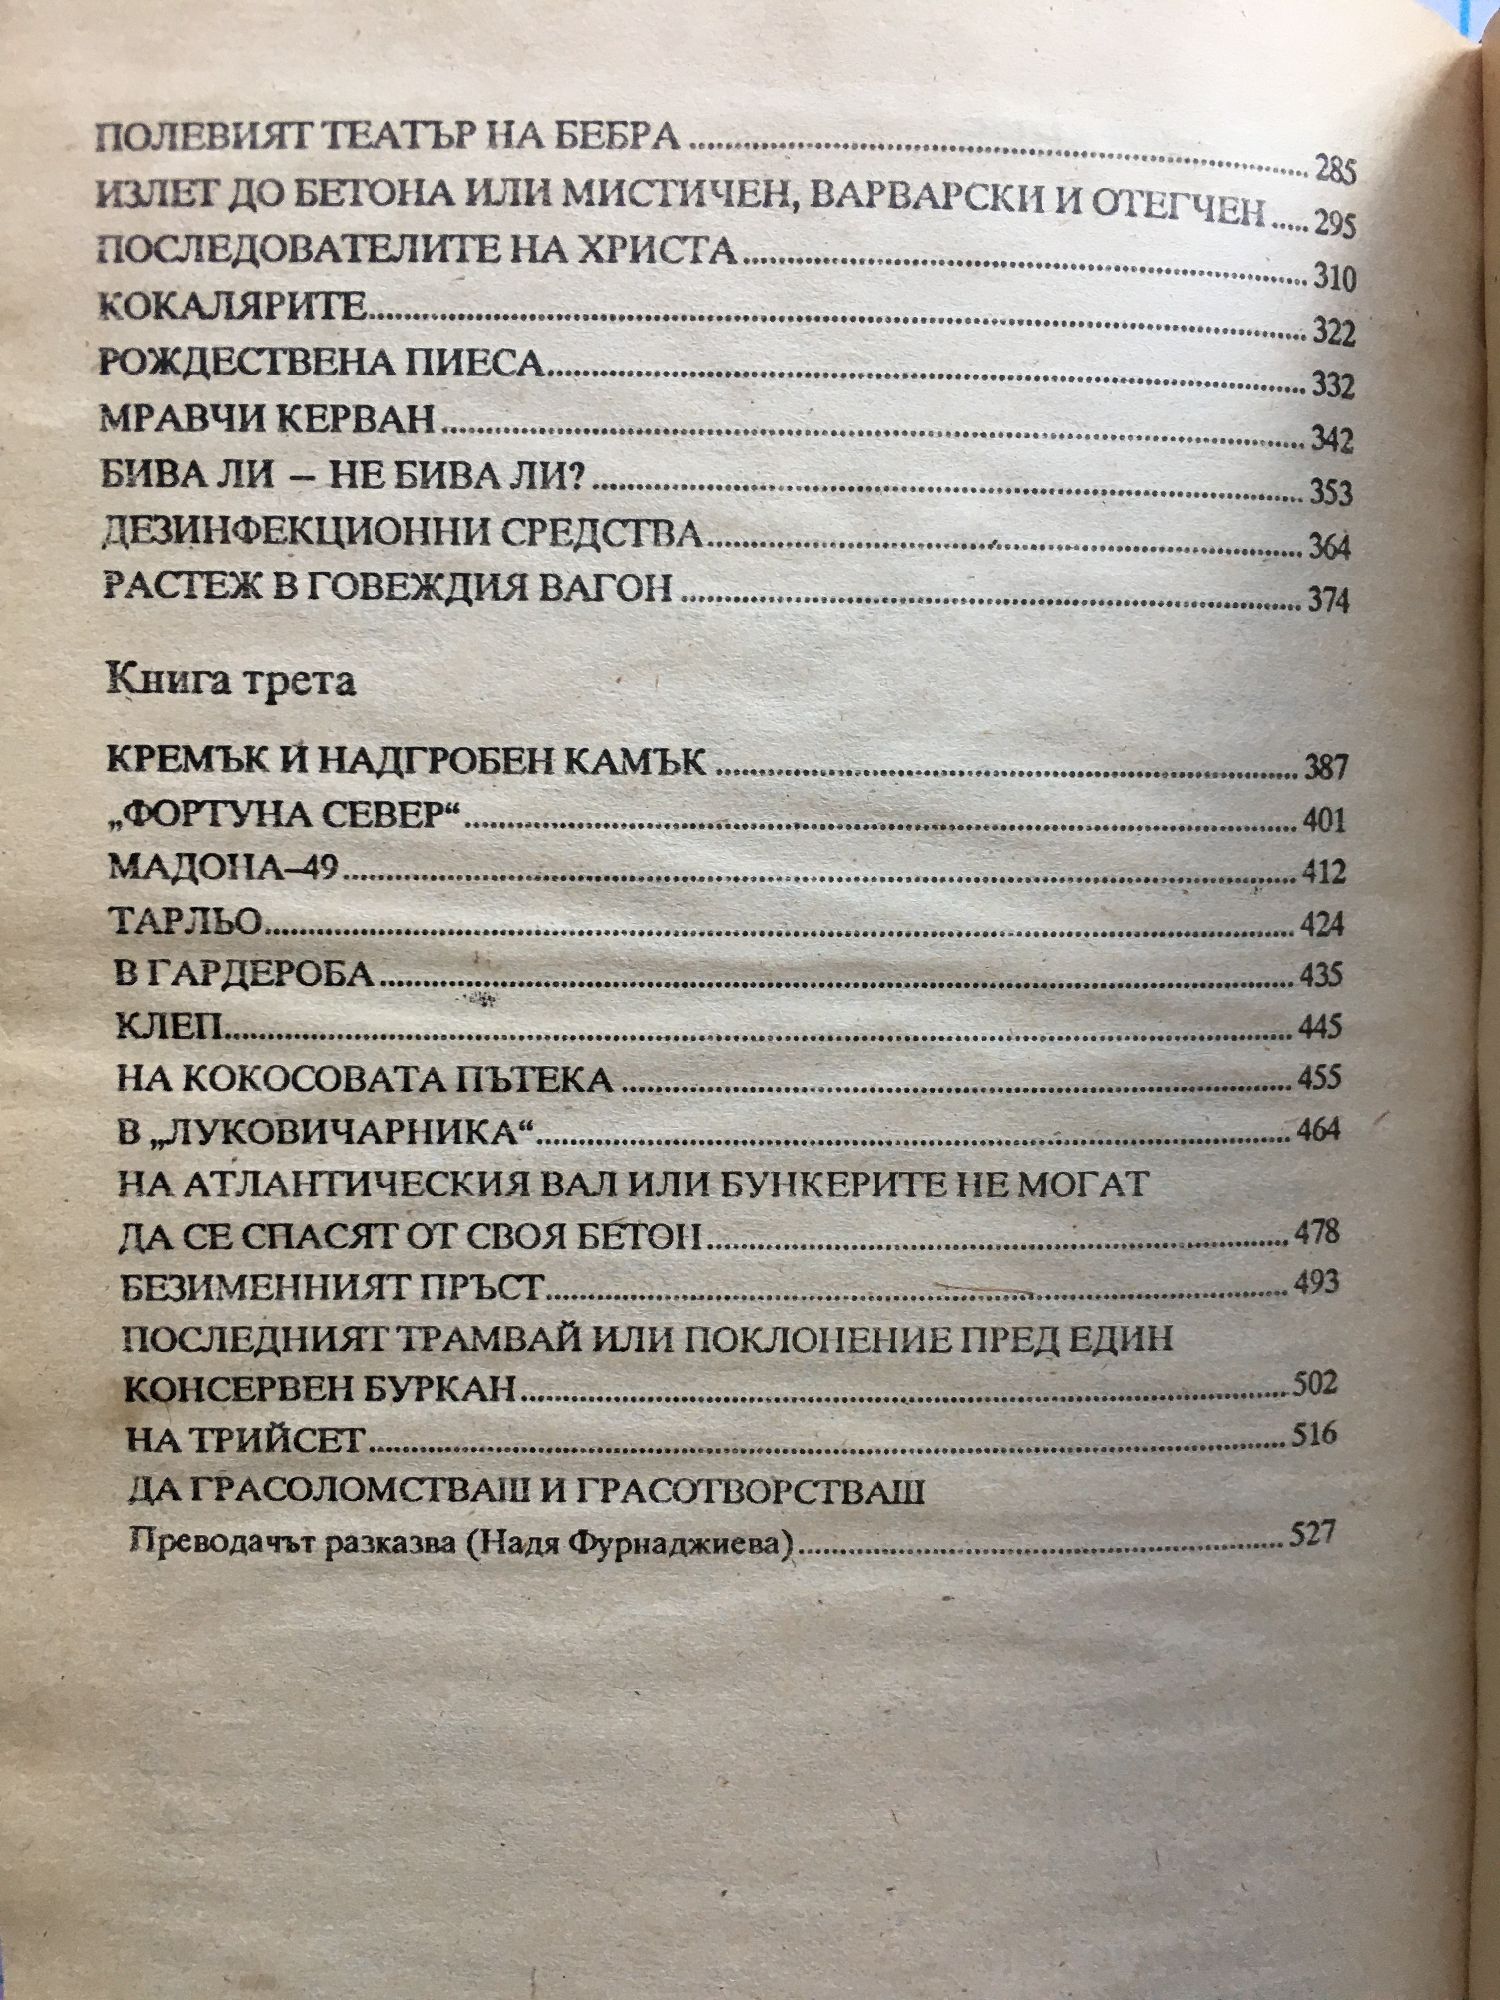 ПОЛЕВИЯТ ТЕАТЪР НА БЕБРА ........ 285
ИЗЛЕТ ДО БЕТОНА ИЛИ МИСТИЧЕН, ВАРВАРСКИ И ОТЕГЧЕН ..... 295
ПОСЛЕДОВАТЕЛИТЕ НА ХРИСТА ........ 310
КОКАЛЯРИТЕ ........ 322
РОЖДЕСТВЕНА ПИЕСА ........ 332
МРАВЧИ КЕРВАН ........ 342
БИВА ЛИ – НЕ БИВА ЛИ? ........ 353
ДЕЗИНФЕКЦИОННИ СРЕДСТВА ........ 364
РАСТЕЖ В ГОВЕЖДИЯ ВАГОН ........ 374
Книга трета
КРЕМЪК И НАДГРОБЕН КАМЪК ........ 387
„ФОРТУНА СЕВЕР“ ........ 401
МАДОНА–49 ........ 412
ТАРЛЬО ........ 424
В ГАРДЕРОБА ........ 435
КЛЕП ........ 445
НА КОКОСОВАТА ПЪТЕКА ........ 455
В „ЛУКОВИЧАРНИКА“ ........ 464
НА АТЛАНТИЧЕСКИЯ ВАЛ ИЛИ БУНКЕРИТЕ НЕ МОГАТ
ДА СЕ СПАСЯТ ОТ СВОЯ БЕТОН ........ 478
БЕЗИМЕННИЯТ ПРЪСТ ........ 493
ПОСЛЕДНИЯТ ТРАМВАЙ ИЛИ ПОКЛОНЕНИЕ ПРЕД ЕДИН
КОНСЕРВЕН БУРКАН ........ 502
НА ТРИЙСЕТ ........ 516
ДА ГРАСОЛОМСТВАШ И ГРАСОТВОРСТВАШ
Преводачът разказва (Надя Фурнаджиева) ........ 527